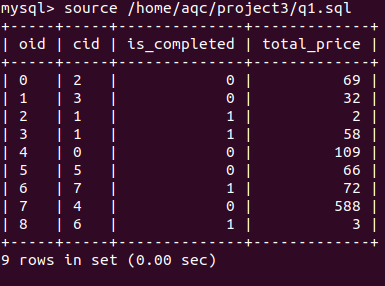 mysql> source /home/aqc/project3/q1.sql
+-----+-----+--------------+-------------+
| oid | cid | is_completed | total_price |
+-----+-----+--------------+-------------+
| 0   | 2   |            0 |          69 |
| 1   | 3   |            0 |          32 |
| 2   | 1   |            1 |           2 |
| 3   | 1   |            1 |          58 |
| 4   | 0   |            0 |         109 |
| 5   | 5   |            0 |          66 |
| 6   | 7   |            1 |          72 |
| 7   | 4   |            0 |         588 |
| 8   | 6   |            1 |           3 |
+-----+-----+--------------+-------------+
9 rows in set (0.00 sec)